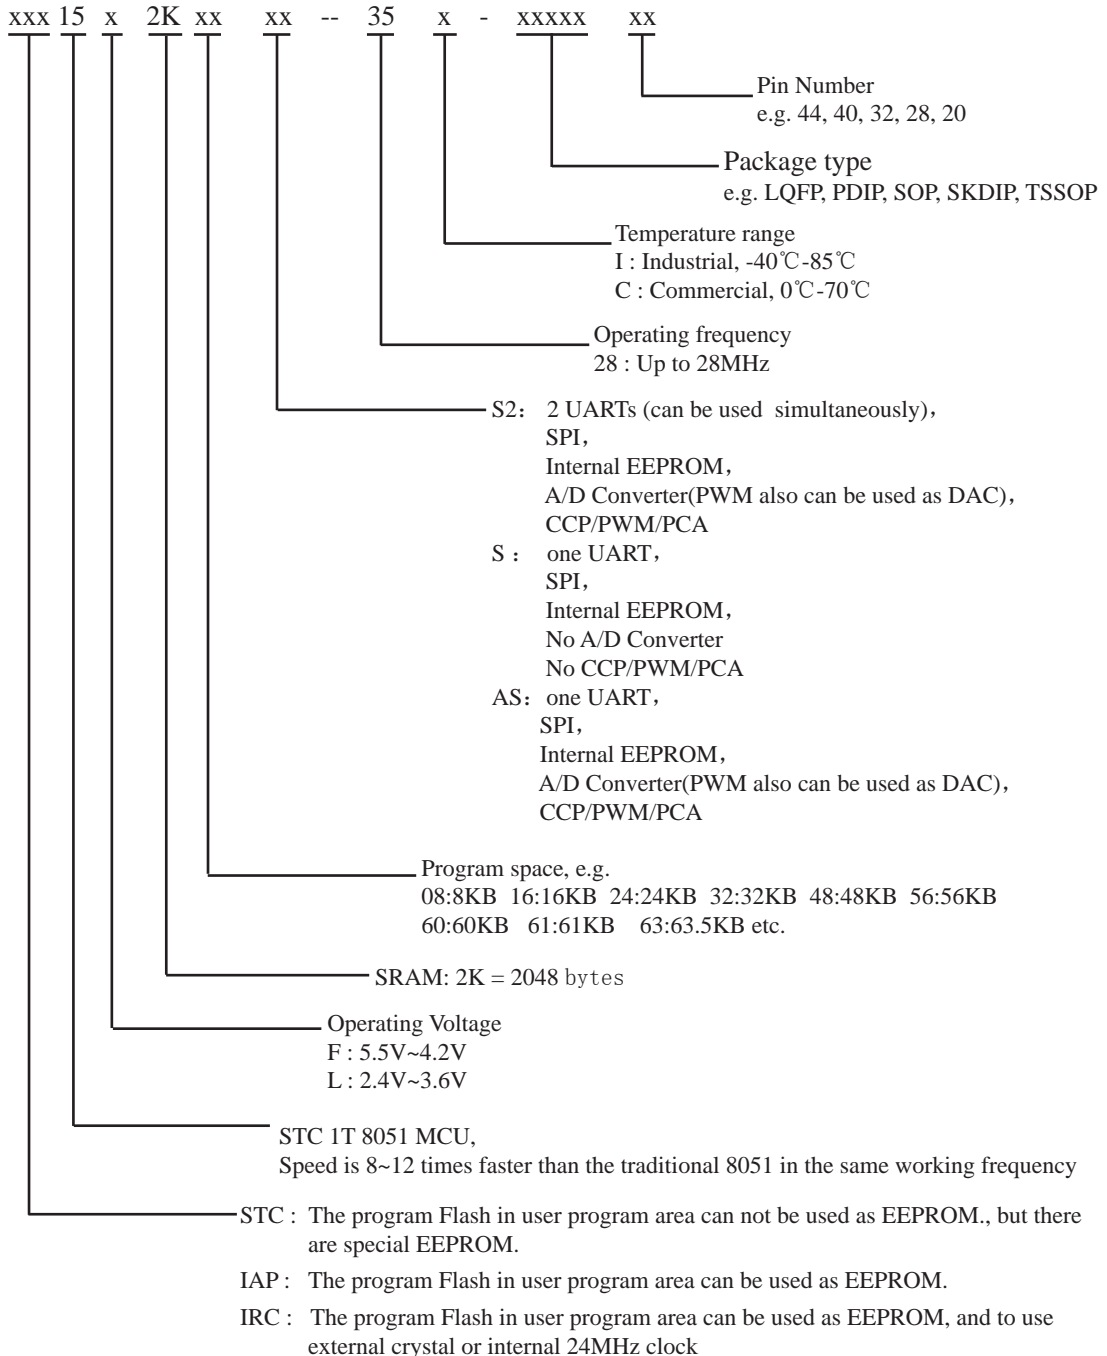 xxx 15 x 2K xx xx -- 35 x - xxxxx xx
Pin Number
e.g. 44, 40, 32, 28, 20
Package type
e.g. LQFP, PDIP, SOP, SKDIP, TSSOP
Temperature range
I : Industrial, -40℃-85℃
C : Commercial, 0℃-70℃
Operating frequency
28 : Up to 28MHz
S2： 2 UARTs (can be used simultaneously)，
SPI，
Internal EEPROM，
A/D Converter(PWM also can be used as DAC)，
CCP/PWM/PCA
S： one UART，
SPI，
Internal EEPROM，
No A/D Converter
No CCP/PWM/PCA
AS： one UART，
SPI，
Internal EEPROM，
A/D Converter(PWM also can be used as DAC)，
CCP/PWM/PCA
Program space, e.g.
08:8KB 16:16KB 24:24KB 32:32KB 48:48KB 56:56KB
60:60KB 61:61KB 63:63.5KB etc.
SRAM: 2K = 2048 bytes
Operating Voltage
F : 5.5V~4.2V
L : 2.4V~3.6V
STC 1T 8051 MCU,
Speed is 8~12 times faster than the traditional 8051 in the same working frequency
STC : The program Flash in user program area can not be used as EEPROM., but there
are special EEPROM.
IAP : The program Flash in user program area can be used as EEPROM.
IRC : The program Flash in user program area can be used as EEPROM, and to use
external crystal or internal 24MHz clock